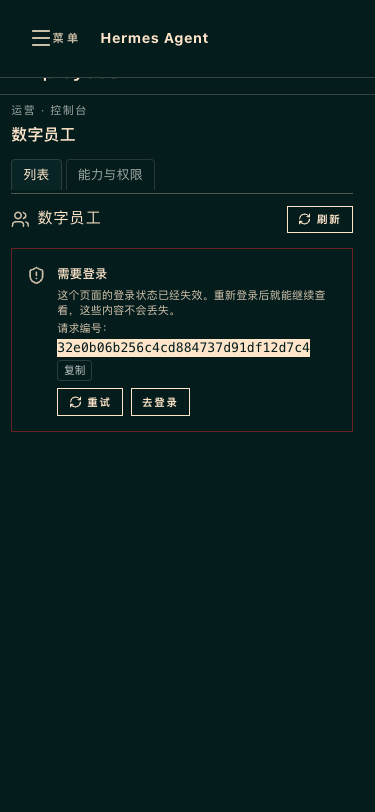 菜单 Hermes Agent
运营 · 控制台
数字员工
列表 能力与权限
数字员工 刷新
需要登录
这个页面的登录状态已经失效。重新登录后就能继续查
看，这些内容不会丢失。
请求编号：
32e0b06b256c4cd884737d91df12d7c4
复制
重试 去登录